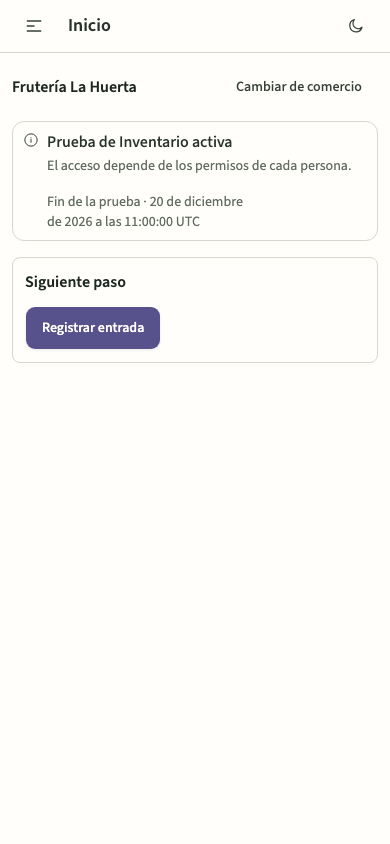 Inicio
Frutería La Huerta
Cambiar de comercio
Prueba de Inventario activa
El acceso depende de los permisos de cada persona.
Fin de la prueba · 20 de diciembre
de 2026 a las 11:00:00 UTC
Siguiente paso
Registrar entrada